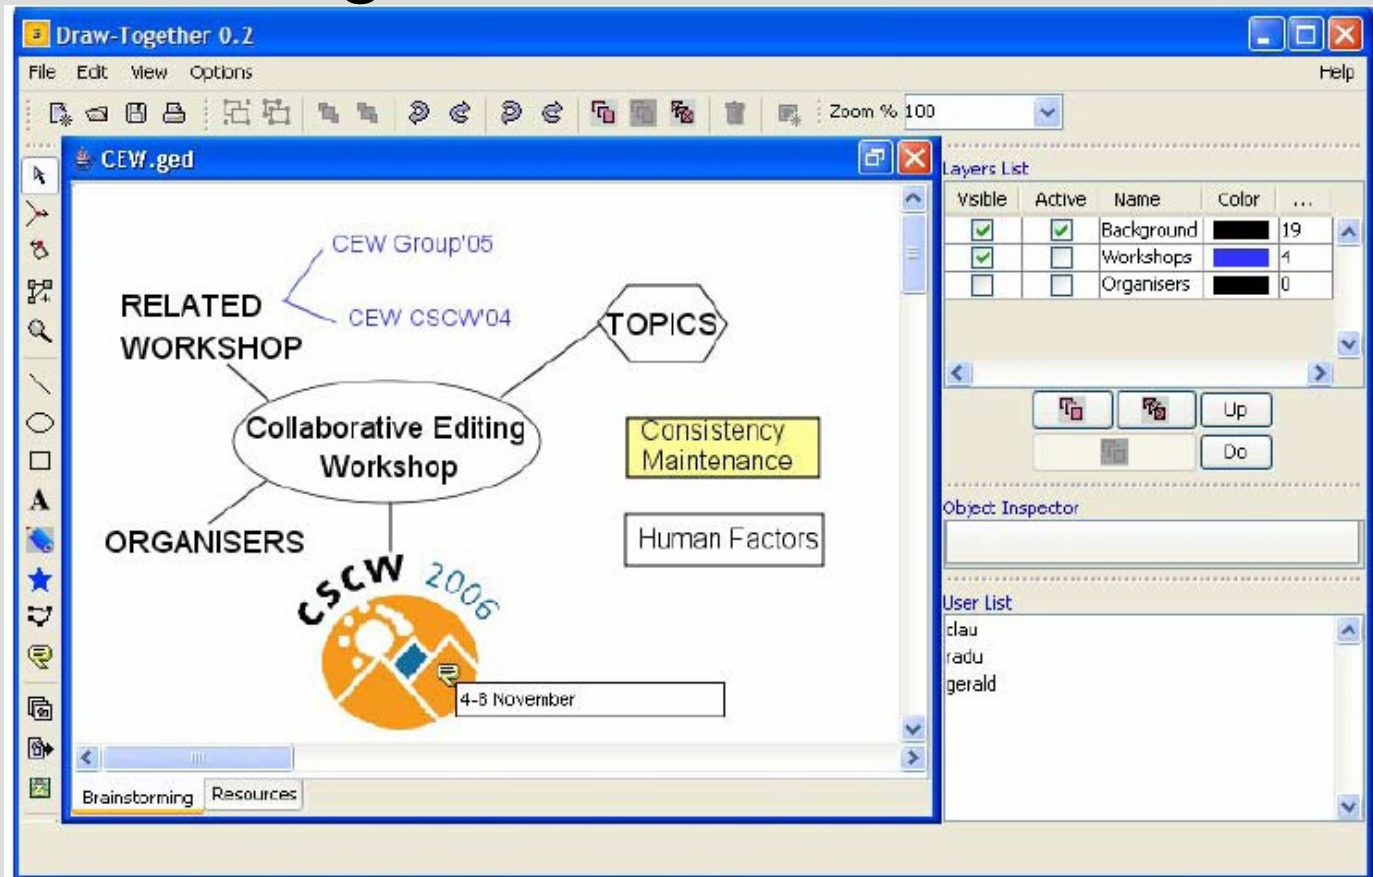 Draw-Together 0.2
File Edit View Options Help
Zoom % 100
CEW.ged
CEW Group'05
CEW CSCW'04
RELATED
WORKSHOP
TOPICS
Collaborative Editing
Workshop
Consistency
Maintenance
Human Factors
ORGANISERS
CSCW 2006
4-8 November
Brainstorming Resources
Layers List
Visible Active Name Color ...
Background 19
Workshops 4
Organisers 0
Up
Do
Object Inspector
User List
clau
radu
gerald